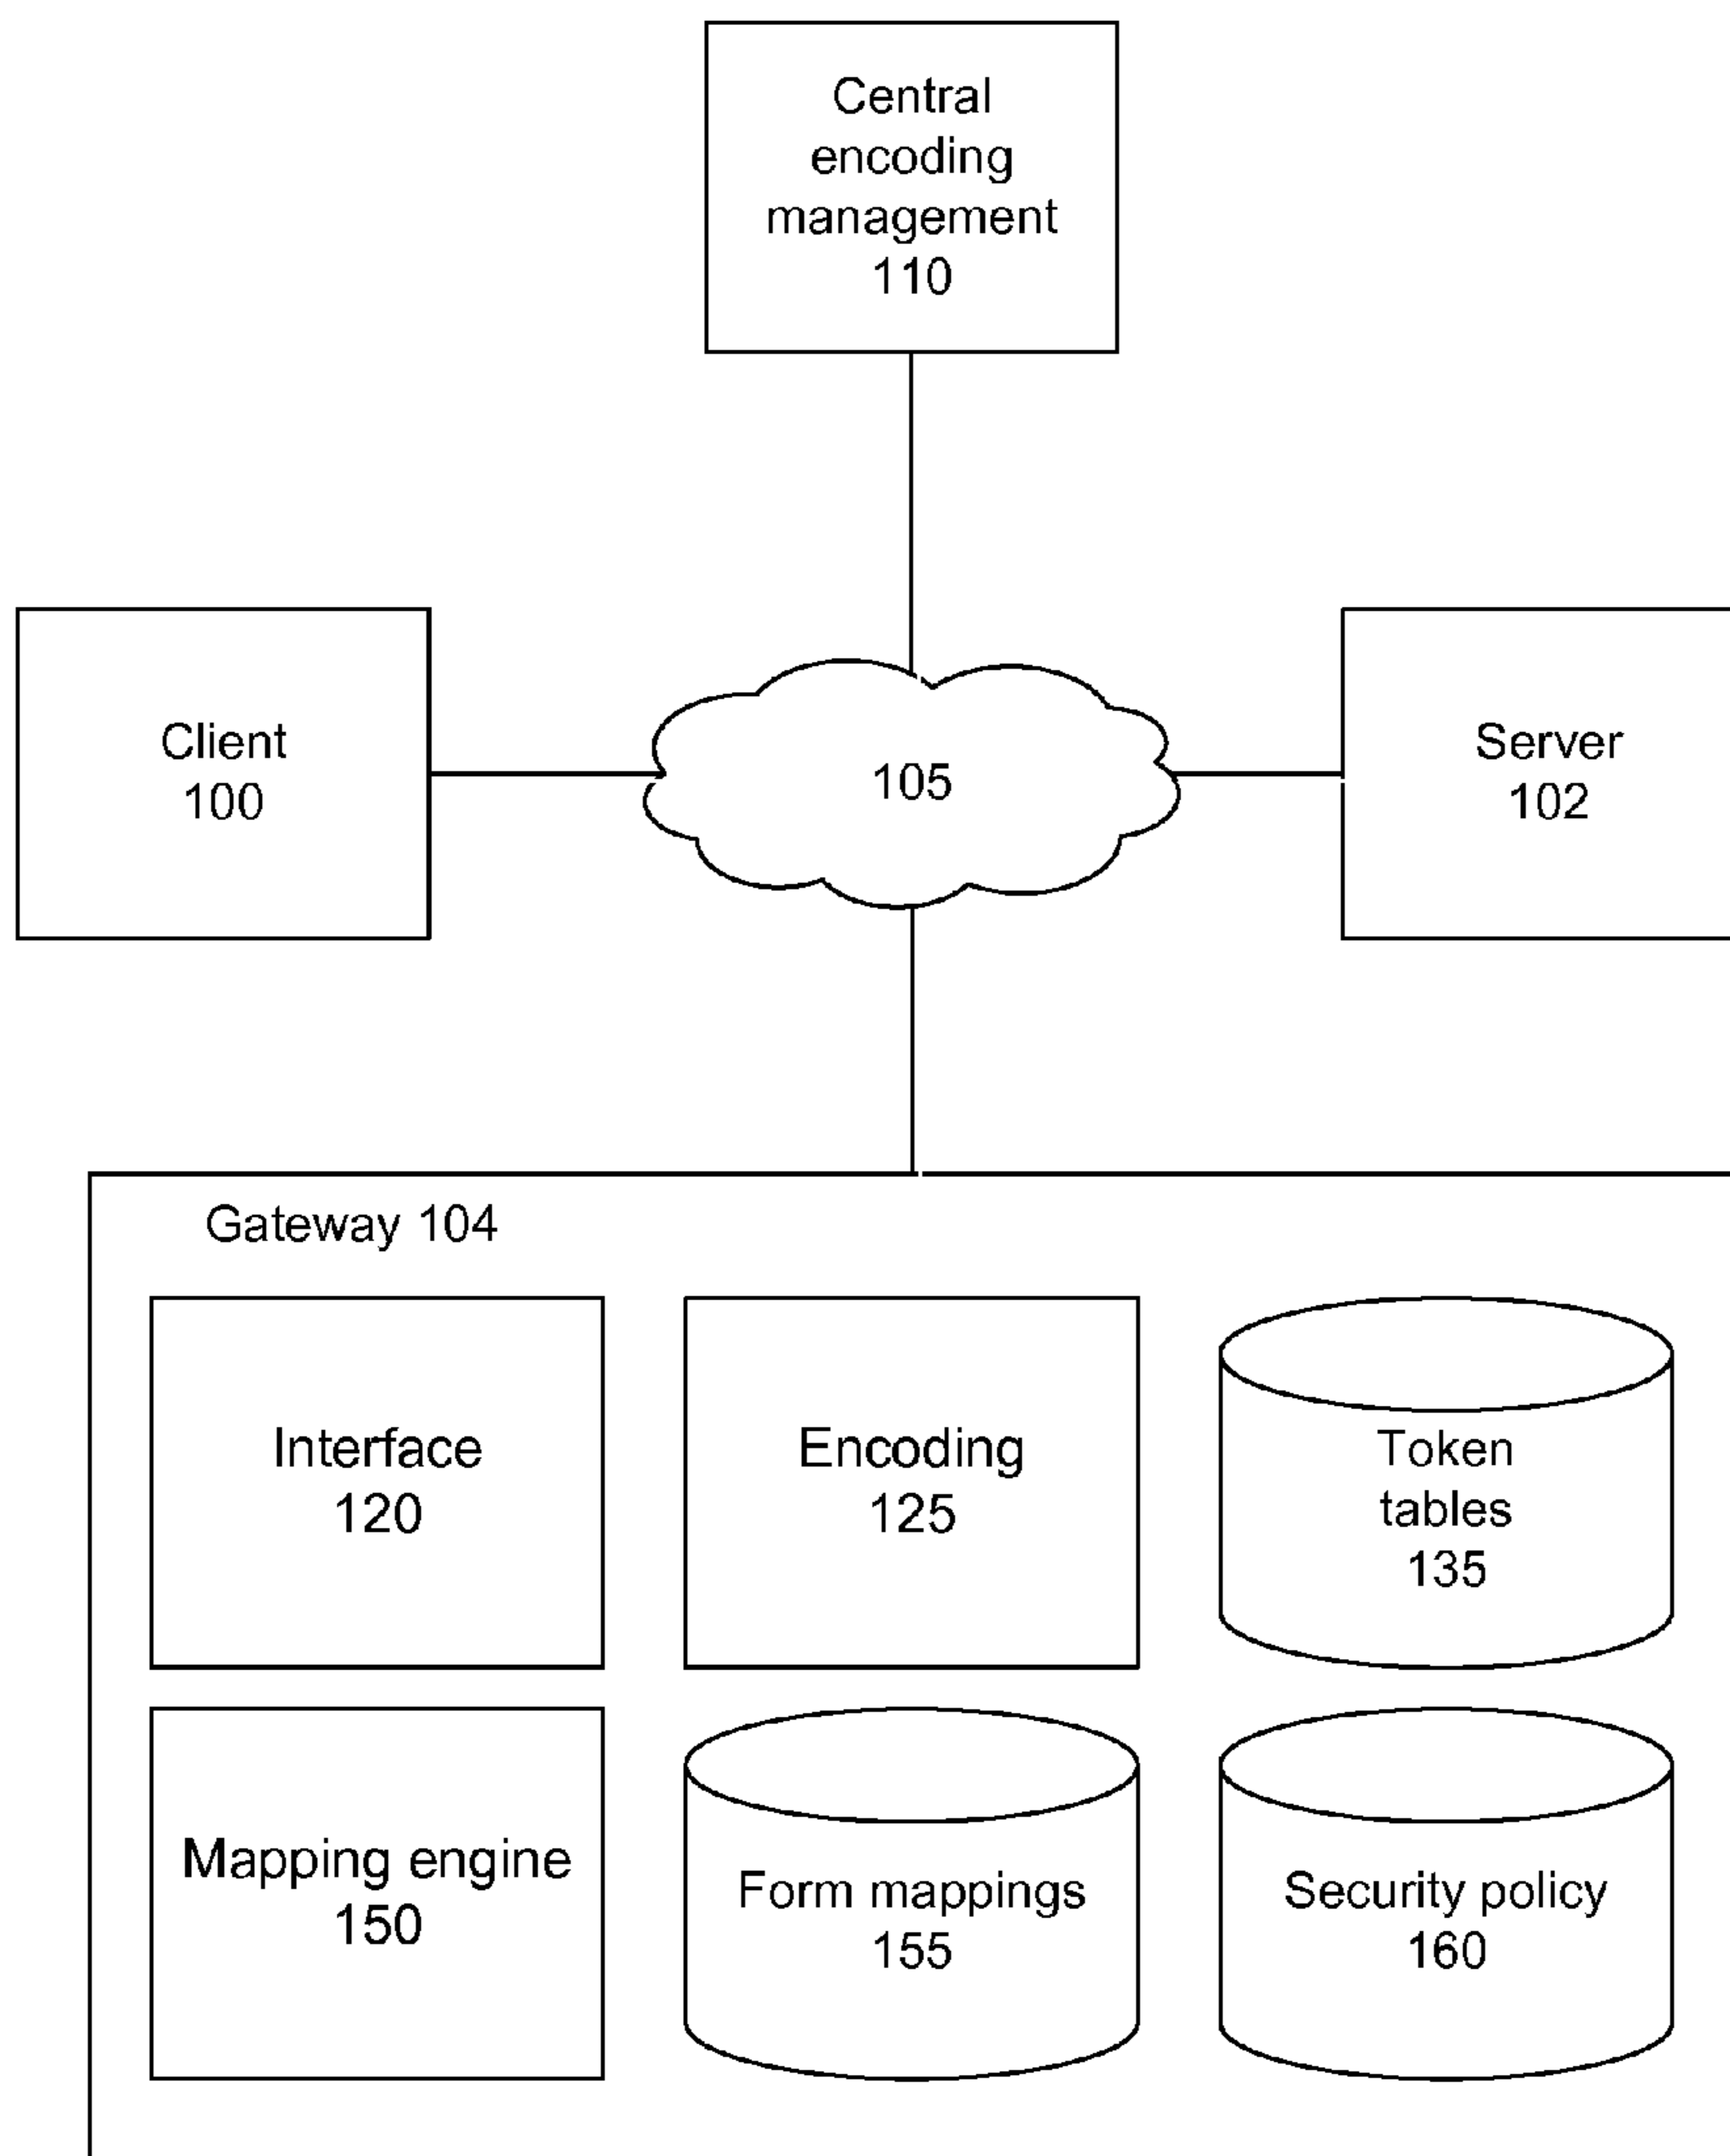 Central
encoding
management
110
Client
100
105
Server
102
Gateway 104
Interface
120
Encoding
125
Token
tables
135
Mapping engine
150
Form mappings
155
Security policy
160